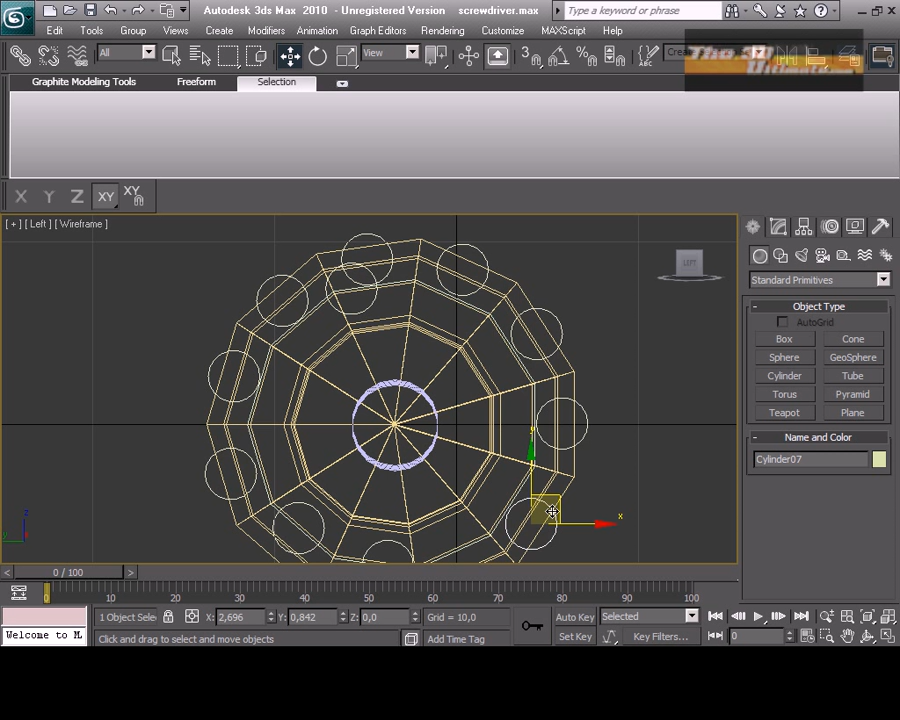 Autodesk 3ds Max 2010 - Unregistered Version screwdriver.max
Type a keyword or phrase
Edit Tools Group Views Create Modifiers Animation Graph Editors Rendering Customize MAXScript Help
All View 3 ABC
Graphite Modeling Tools Freeform Selection
X Y Z XY XY
[ + ] [ Left ] [ Wireframe ]
LEFT
Standard Primitives
- Object Type
AutoGrid
Box Cone
Sphere GeoSphere
Cylinder Tube
Torus Pyramid
Teapot Plane
- Name and Color
Cylinder07
y
x
z
y
< 0 / 100 >
0 10 20 30 40 50 60 70 80 90 100
1 Object Sele X: 2,696 Y: 0,842 Z: 0,0 Grid = 10,0 Auto Key Selected
Welcome to M Click and drag to select and move objects Add Time Tag Set Key Key Filters... 0